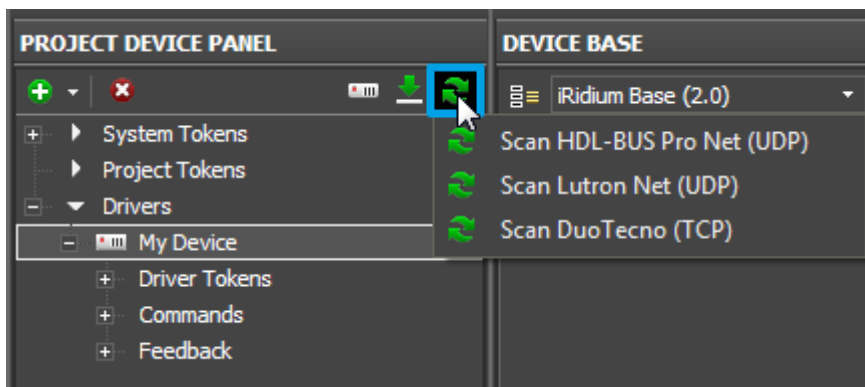 PROJECT DEVICE PANEL
DEVICE BASE
iRidium Base (2.0)
System Tokens
Project Tokens
Drivers
My Device
Driver Tokens
Commands
Feedback
Scan HDL-BUS Pro Net (UDP)
Scan Lutron Net (UDP)
Scan DuoTecno (TCP)